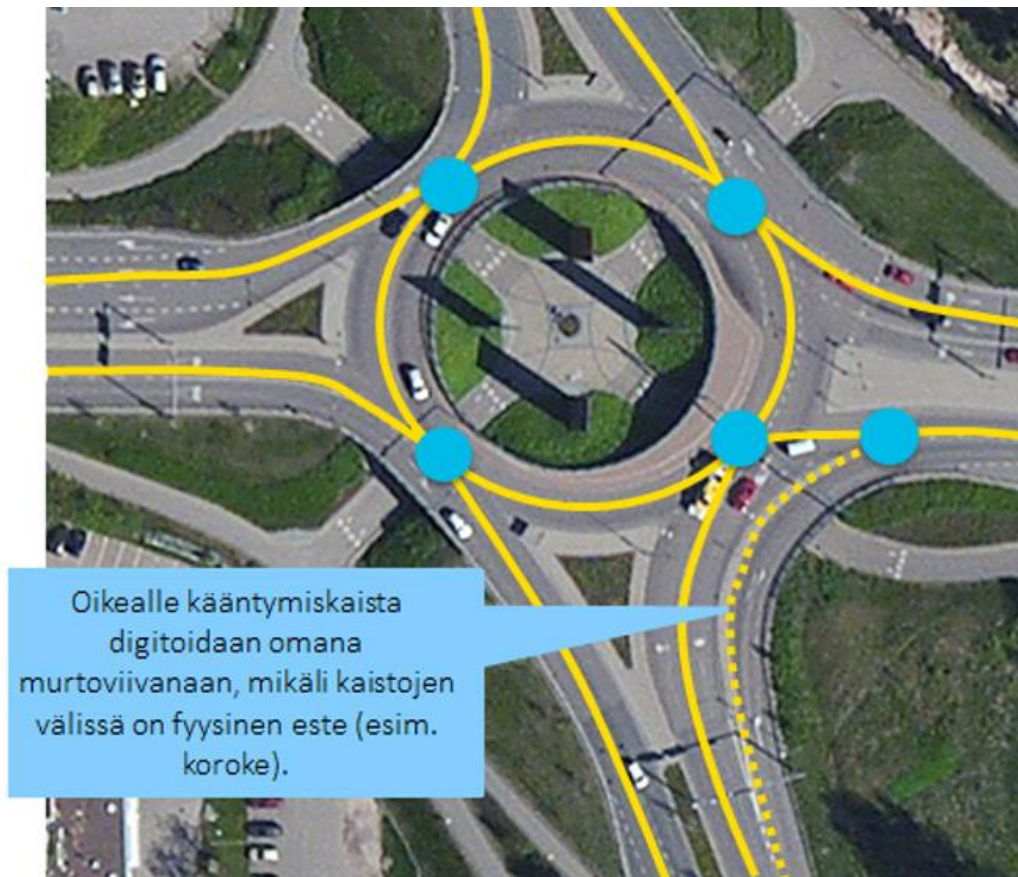 Oikealle kääntymiskaista
digitoidaan omana
murtoviivanaan, mikäli kaistojen
välissä on fyysinen este (esim.
koroke).